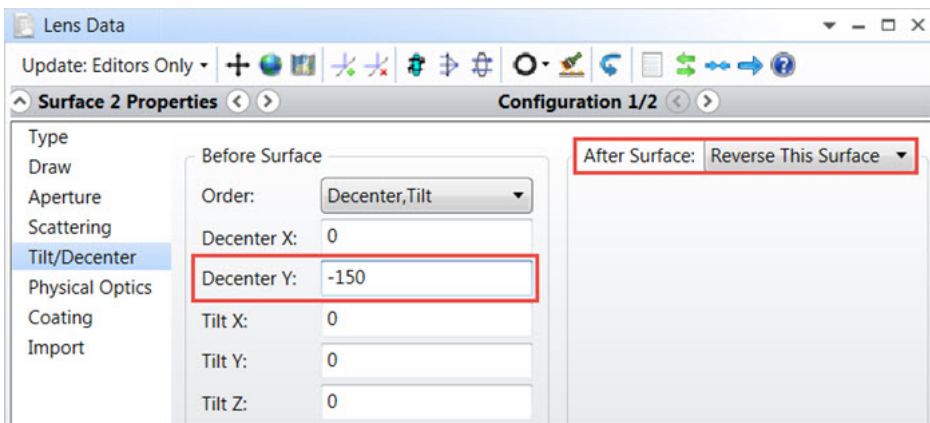 Lens Data
Update: Editors Only
Surface 2 Properties Configuration 1/2
Type
Draw
Aperture
Scattering
Tilt/Decenter
Physical Optics
Coating
Import
Before Surface
Order: Decenter,Tilt
Decenter X: 0
Decenter Y: -150
Tilt X: 0
Tilt Y: 0
Tilt Z: 0
After Surface: Reverse This Surface